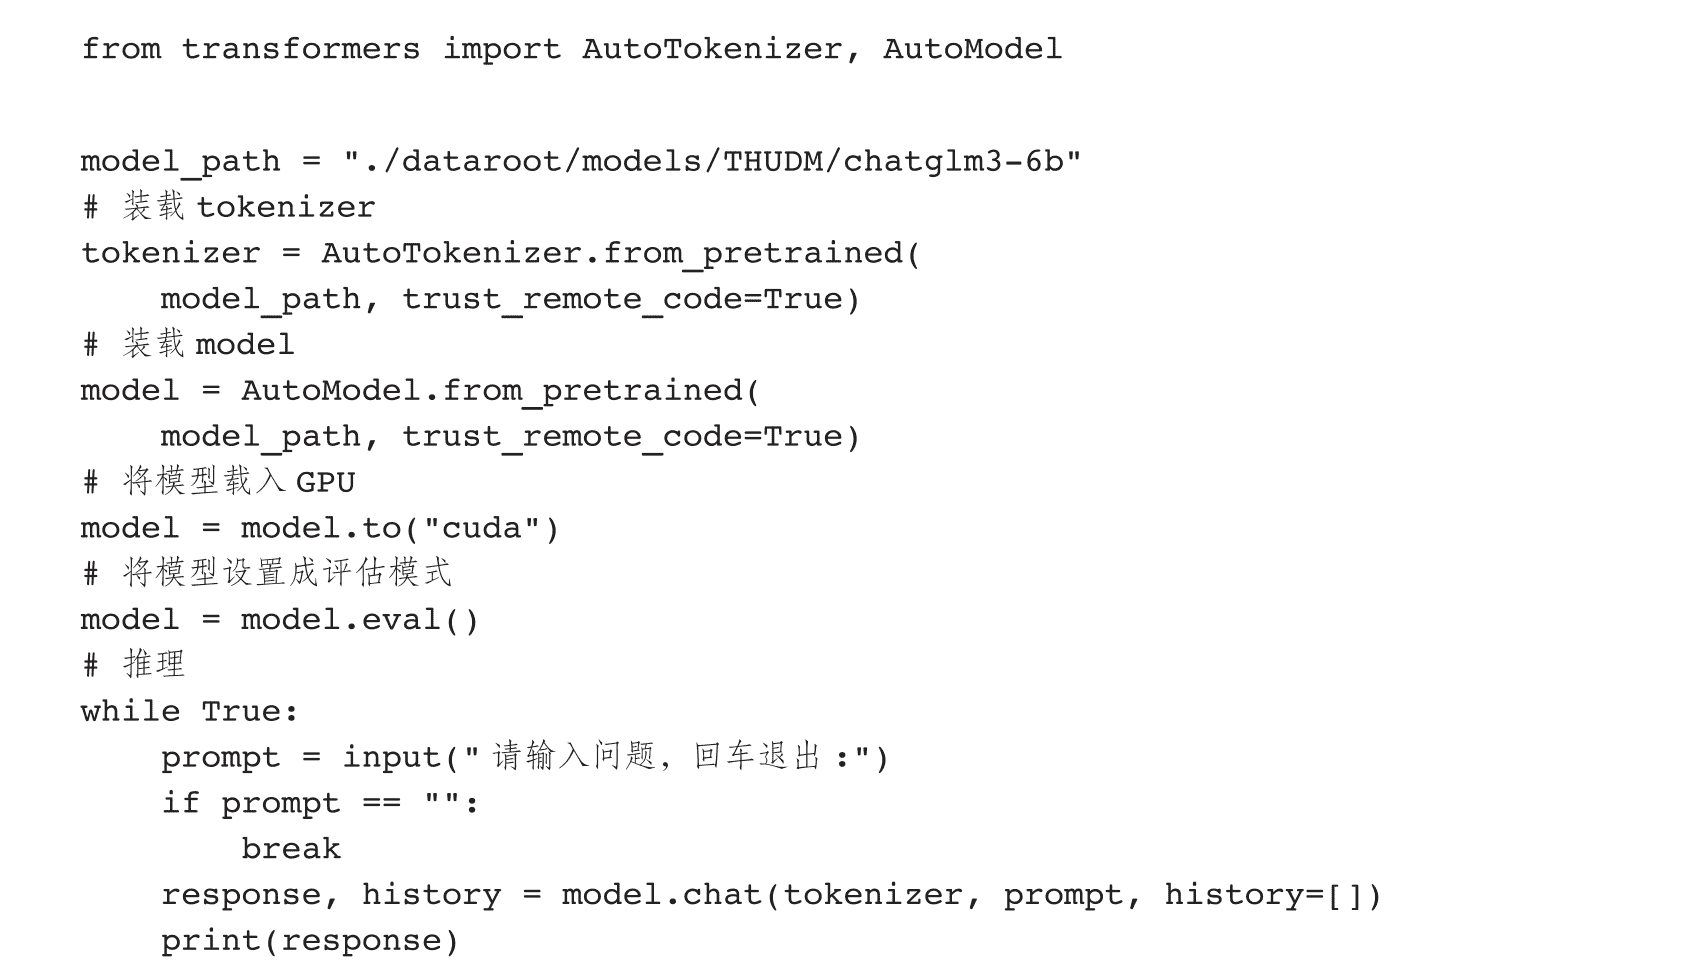 from transformers import AutoTokenizer, AutoModel
model_path = "./dataroot/models/THUDM/chatglm3-6b"
# 装载 tokenizer
tokenizer = AutoTokenizer.from_pretrained(
    model_path, trust_remote_code=True)
# 装载 model
model = AutoModel.from_pretrained(
    model_path, trust_remote_code=True)
# 将模型载入 GPU
model = model.to("cuda")
# 将模型设置成评估模式
model = model.eval()
# 推理
while True:
    prompt = input(" 请输入问题，回车退出 :")
    if prompt == "":
        break
    response, history = model.chat(tokenizer, prompt, history=[])
    print(response)